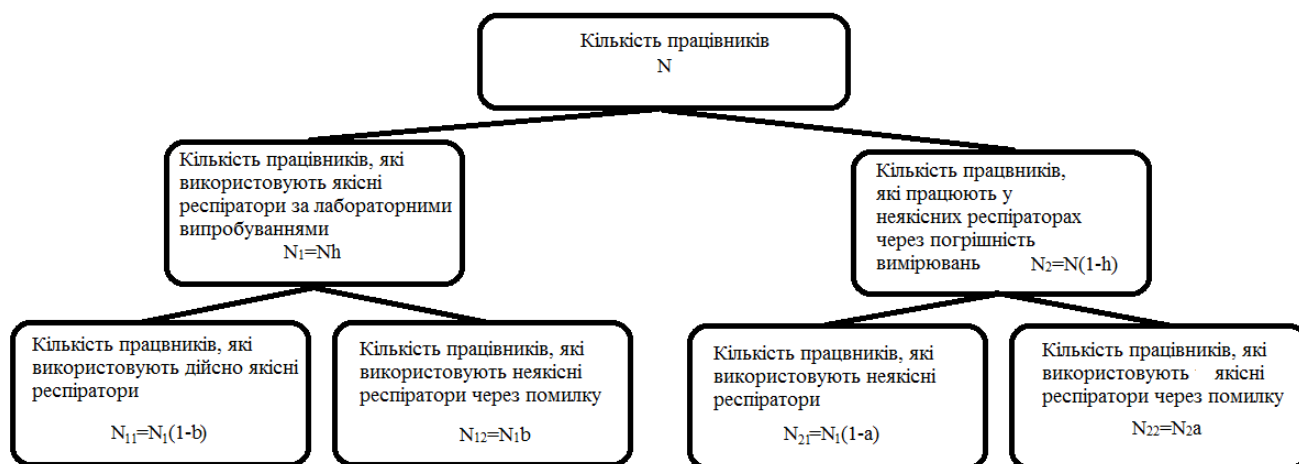 Кількість працівників
N
Кількість працівників, які
використовують якісні
респіратори за лабораторними
випробуваннями
N₁=Nh
Кількість працвників,
які працюють у
неякісних респіраторах
через погрішність
вимірювань N₂=N(1-h)
Кількість працвників, які
використовують дійсно якісні
респіратори
N₁₁=N₁(1-b)
Кількість працівників, які
використовують неякісні
респіратори через помилку
N₁₂=N₁b
Кількість працівників, які
використовують неякісні
респіратори
N₂₁=N₁(1-a)
Кількість працівників, які
використовують якісні
респіратори через помилку
N₂₂=N₂a